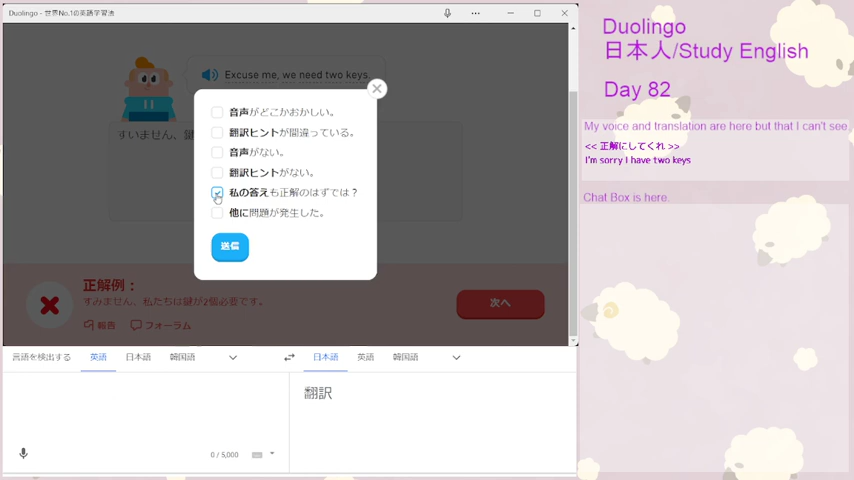 Duolingo - 世界No.1の英語学習法
Excuse me, we need two keys.
すいません、鍵
音声がどこかおかしい。
翻訳ヒントが間違っている。
音声がない。
翻訳ヒントがない。
私の答えも正解のはずでは？
他に問題が発生した。
送信
正解例：
すみません、私たちは鍵が2個必要です。
報告 フォーラム
次へ
言語を検出する 英語 日本語 韓国語
日本語 英語 韓国語
翻訳
0 / 5,000
Duolingo
日本人/Study English
Day 82
My voice and translation are here but that I can't see
<< 正解にしてくれ >>
I'm sorry I have two keys
Chat Box is here.